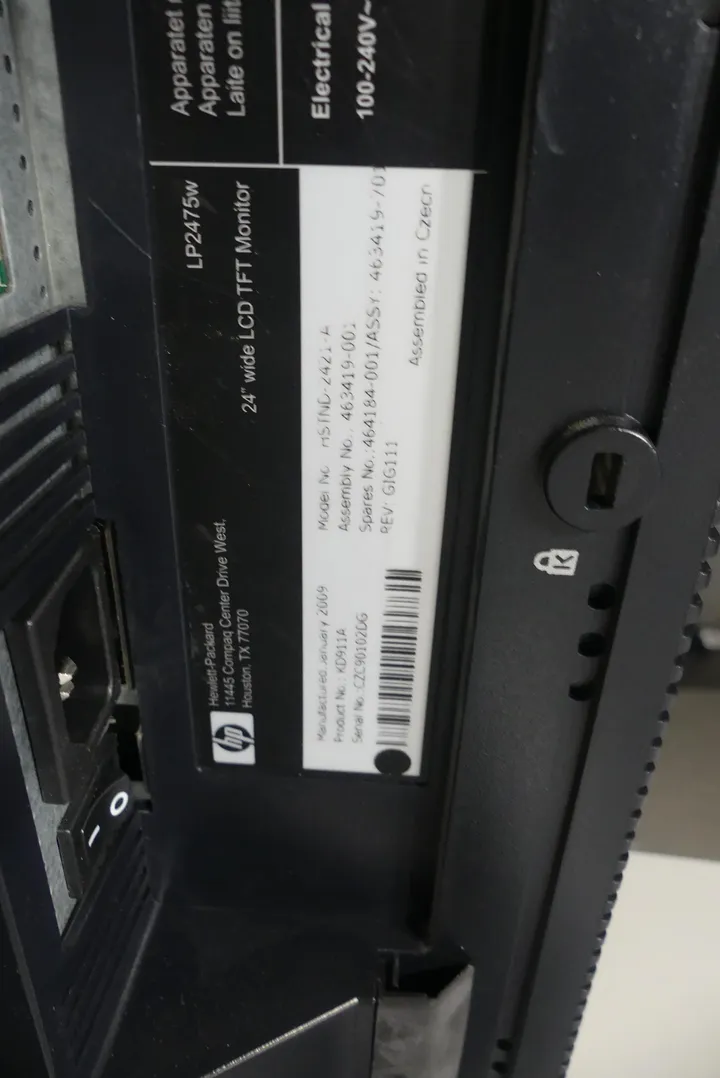 Apparatet
Apparaten
Laite on liit
Electrical
100-240V~
LP2475w
24" wide LCD TFT Monitor
hp
Hewlett-Packard
11445 Compaq Center Drive West,
Houston, TX 77070
Model No HSTND-2421-A
Assembly No.: 463419-001
Spares No.:464184-001/ASSY: 463419-701
REV: GIG111
Assembled in Czech
Manufactured January 2009
Product No.: KD911A
Serial No.:CZC90102DG
K